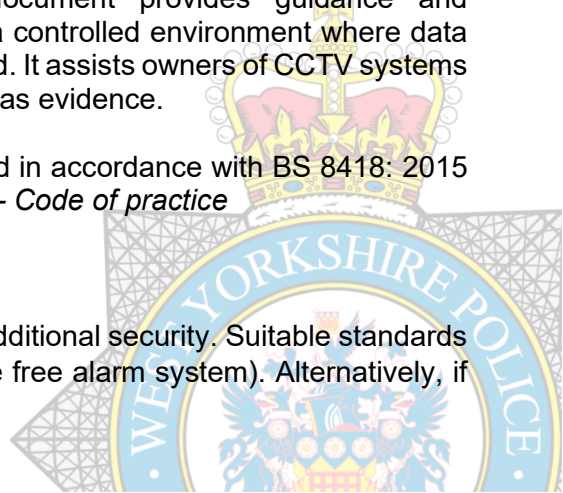 document provides guidance and
a controlled environment where data
d. It assists owners of CCTV systems
as evidence.
d in accordance with BS 8418: 2015
- Code of practice
dditional security. Suitable standards
e free alarm system). Alternatively, if
WEST YORKSHIRE POLICE